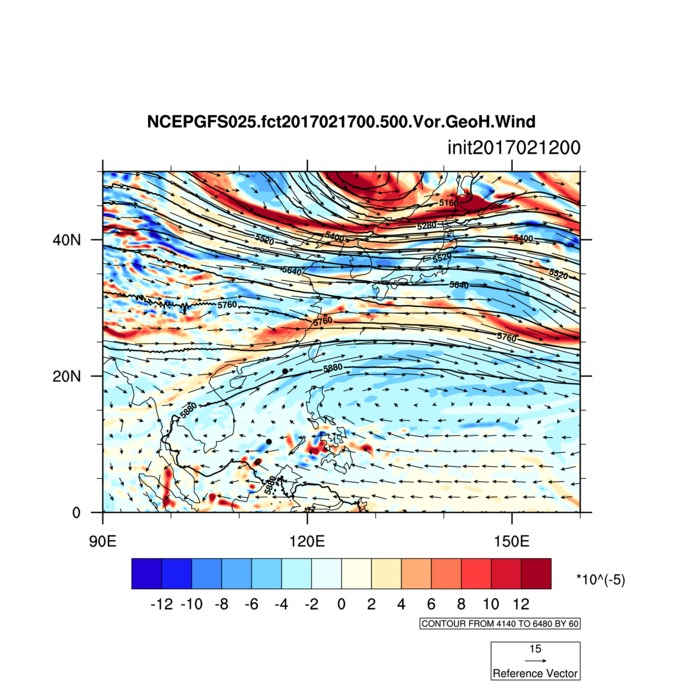 NCEPGFS025.fct2017021700.500.Vor.GeoH.Wind
init2017021200
5160
5280
5400
5400
5520
5520
5520
5640
5640
5760
5760
5760
5880
5880
5880
40N
20N
0
90E 120E 150E
-12 -10 -8 -6 -4 -2 0 2 4 6 8 10 12
*10^(-5)
CONTOUR FROM 4140 TO 6480 BY 60
15
Reference Vector